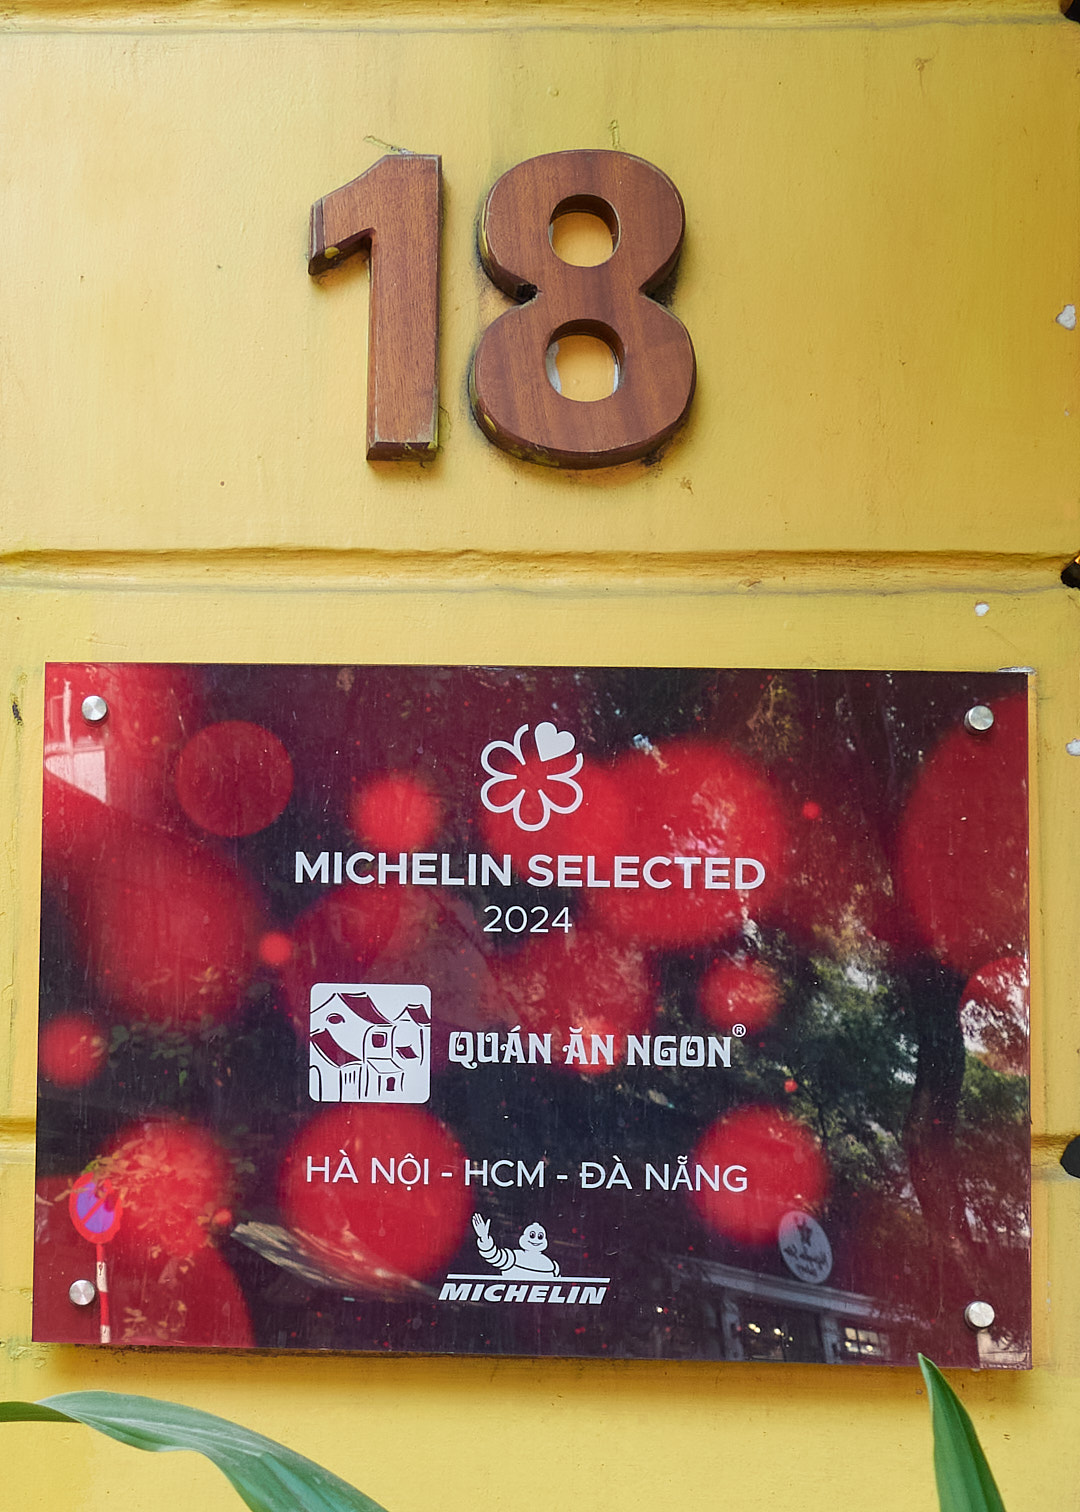 18
MICHELIN SELECTED
2024
QUÁN ĂN NGON®
HÀ NỘI - HCM - ĐÀ NẴNG
MICHELIN